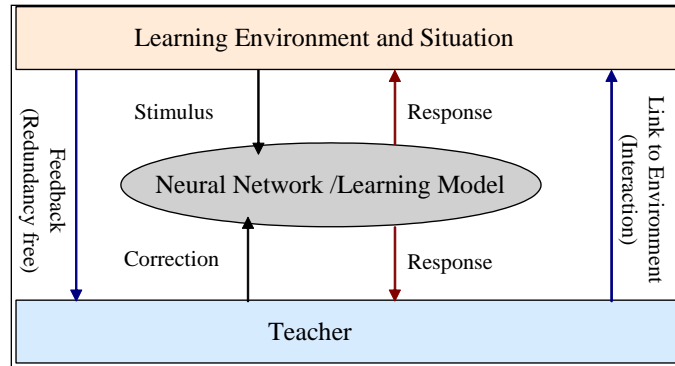 Learning Environment and Situation
Feedback
(Redundancy free)
Stimulus
Response
Link to Environment
(Interaction)
Neural Network /Learning Model
Correction
Response
Teacher